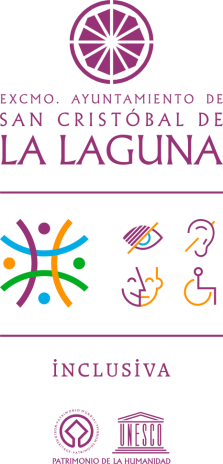 EXCMO. AYUNTAMIENTO DE
SAN CRISTÓBAL DE
LA LAGUNA
inclusiva
UNESCO
PATRIMONIO DE LA HUMANIDAD